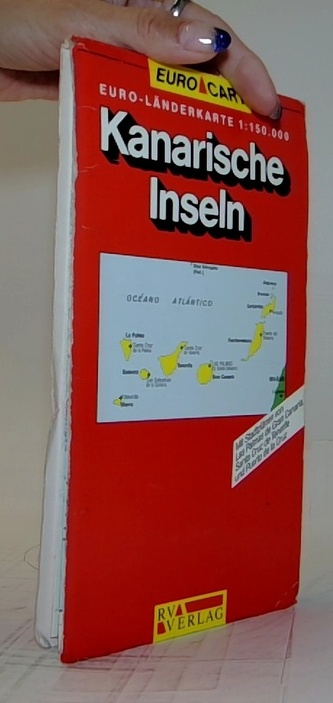 EURO CART
EURO-LÄNDERKARTE 1:150.000
Kanarische
Inseln
OCÉANO ATLÁNTICO
La Palma
Santa Cruz
de la Palma
Santa Cruz
de Tenerife
Tenerife
Gomera
San Sebastián
de la Gomera
Hierro
Gran Canaria
Lanzarote
Fuerteventura
Mit Stadtplänen von
Las Palmas de Gran Canaria,
Santa Cruz de Tenerife
und Puerto de la Cruz
RV
VERLAG